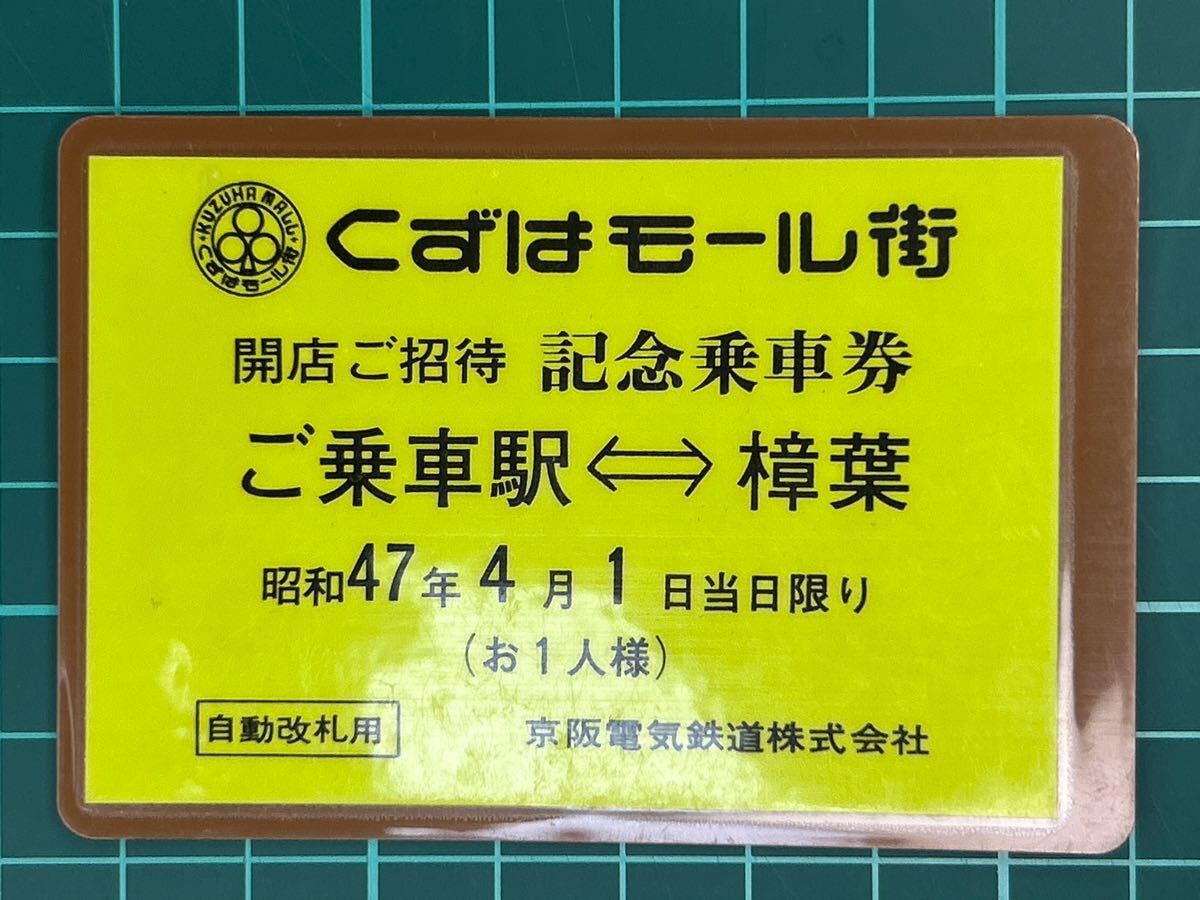 KUZUHA MALL
くずはモール街
くずはモール街
開店ご招待 記念乗車券
ご乗車駅⇔樟葉
昭和47年4月1日当日限り
(お1人様)
自動改札用
京阪電気鉄道株式会社